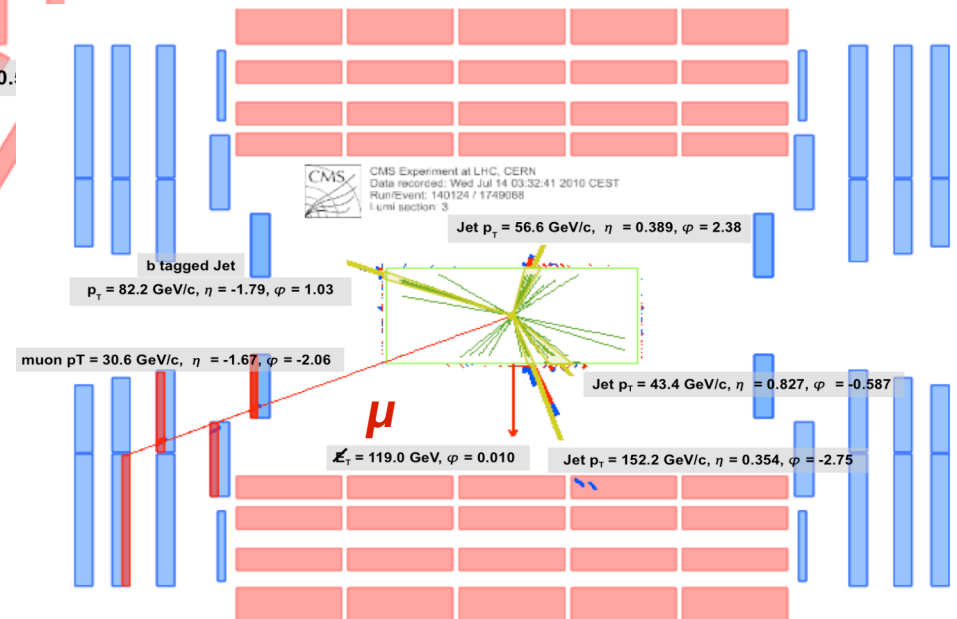 0.5
CMS
CMS Experiment at LHC, CERN
Data recorded: Wed Jul 14 03:32:41 2010 CEST
Run/Event: 140124 / 1749068
Lumi section: 3
Jet pT = 56.6 GeV/c, η = 0.389, φ = 2.38
b tagged Jet
pT = 82.2 GeV/c, η = -1.79, φ = 1.03
muon pT = 30.6 GeV/c, η = -1.67, φ = -2.06
Jet pT = 43.4 GeV/c, η = 0.827, φ = -0.587
μ
E̸T = 119.0 GeV, φ = 0.010
Jet pT = 152.2 GeV/c, η = 0.354, φ = -2.75